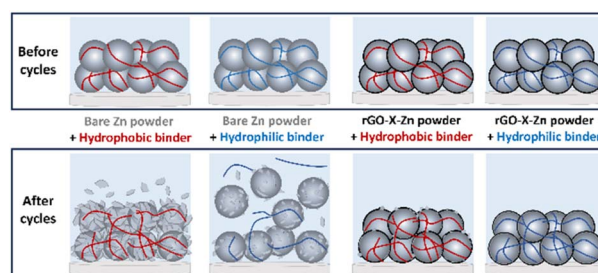 Before
cycles
Bare Zn powder
+ Hydrophobic binder
Bare Zn powder
+ Hydrophilic binder
rGO-X-Zn powder
+ Hydrophobic binder
rGO-X-Zn powder
+ Hydrophilic binder
After
cycles